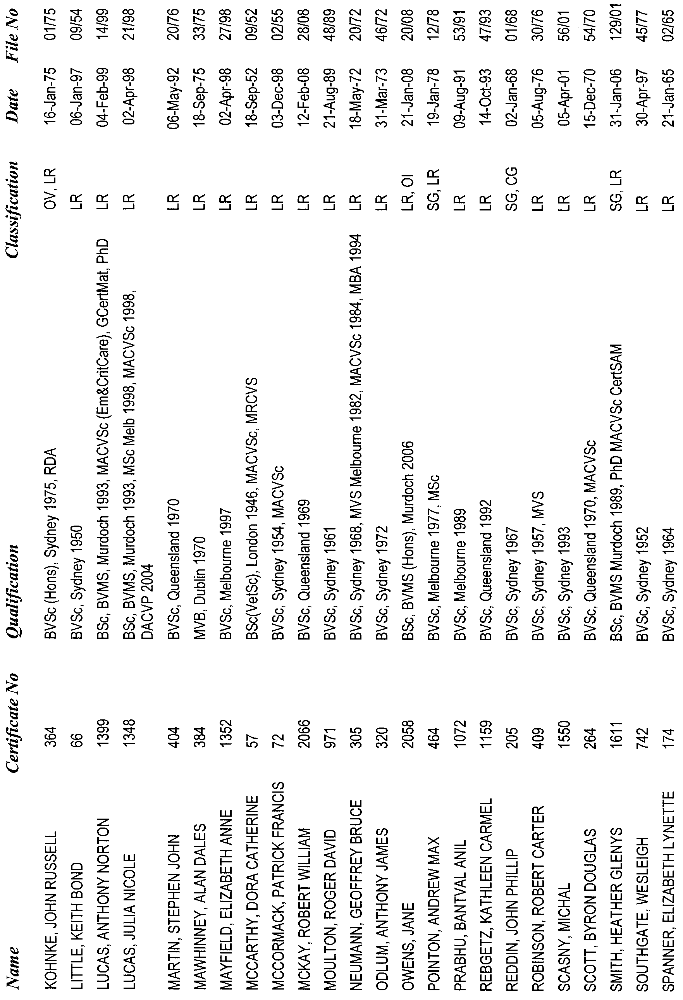 Name Certificate No Qualification Classification Date File No
KOHNKE, JOHN RUSSELL 364 BVSc (Hons), Sydney 1975, RDA OV, LR 16-Jan-75 01/75
LITTLE, KEITH BOND 66 BVSc, Sydney 1950 LR 06-Jan-97 09/54
LUCAS, ANTHONY NORTON 1399 BSc, BVMS, Murdoch 1993, MACVSc (Em&CritCare), GCertMat, PhD LR 04-Feb-99 14/99
LUCAS, JULIA NICOLE 1348 BSc, BVMS, Murdoch 1993, MSc Melb 1998, MACVSc 1998, LR 02-Apr-98 21/98
DACVP 2004
MARTIN, STEPHEN JOHN 404 BVSc, Queensland 1970 LR 06-May-92 20/76
MAWHINNEY, ALAN DALES 384 MVB, Dublin 1970 LR 18-Sep-75 33/75
MAYFIELD, ELIZABETH ANNE 1352 BVSc, Melbourne 1997 LR 02-Apr-98 27/98
MCCARTHY, DORA CATHERINE 57 BSc(VetSc), London 1946, MACVSc, MRCVS LR 18-Sep-52 09/52
MCCORMACK, PATRICK FRANCIS 72 BVSc, Sydney 1954, MACVSc LR 03-Dec-98 02/55
MCKAY, ROBERT WILLIAM 2066 BVSc, Queensland 1969 LR 12-Feb-08 28/08
MOULTON, ROGER DAVID 971 BVSc, Sydney 1961 LR 21-Aug-89 48/89
NEUMANN, GEOFFREY BRUCE 305 BVSc, Sydney 1968, MVS Melbourne 1982, MACVSc 1984, MBA 1994 LR 18-May-72 20/72
ODLUM, ANTHONY JAMES 320 BVSc, Sydney 1972 LR 31-Mar-73 46/72
OWENS, JANE 2058 BSc, BVMS (Hons), Murdoch 2006 LR, OI 21-Jan-08 20/08
POINTON, ANDREW MAX 464 BVSc, Melbourne 1977, MSc SG, LR 19-Jan-78 12/78
PRABHU, BANTVAL ANIL 1072 BVSc, Melbourne 1989 LR 09-Aug-91 53/91
REBGETZ, KATHLEEN CARMEL 1159 BVSc, Queensland 1992 LR 14-Oct-93 47/93
REDDIN, JOHN PHILLIP 205 BVSc, Sydney 1967 SG, CG 02-Jan-68 01/68
ROBINSON, ROBERT CARTER 409 BVSc, Sydney 1957, MVS LR 05-Aug-76 30/76
SCASNY, MICHAL 1550 BVSc, Sydney 1993 LR 05-Apr-01 56/01
SCOTT, BYRON DOUGLAS 264 BVSc, Queensland 1970, MACVSc LR 15-Dec-70 54/70
SMITH, HEATHER GLENYS 1611 BSc, BVMS Murdoch 1989, PhD MACVSc CertSAM SG, LR 31-Jan-06 129/01
SOUTHGATE, WESLEIGH 742 BVSc, Sydney 1952 LR 30-Apr-97 45/77
SPANNER, ELIZABETH LYNETTE 174 BVSc, Sydney 1964 LR 21-Jan-65 02/65